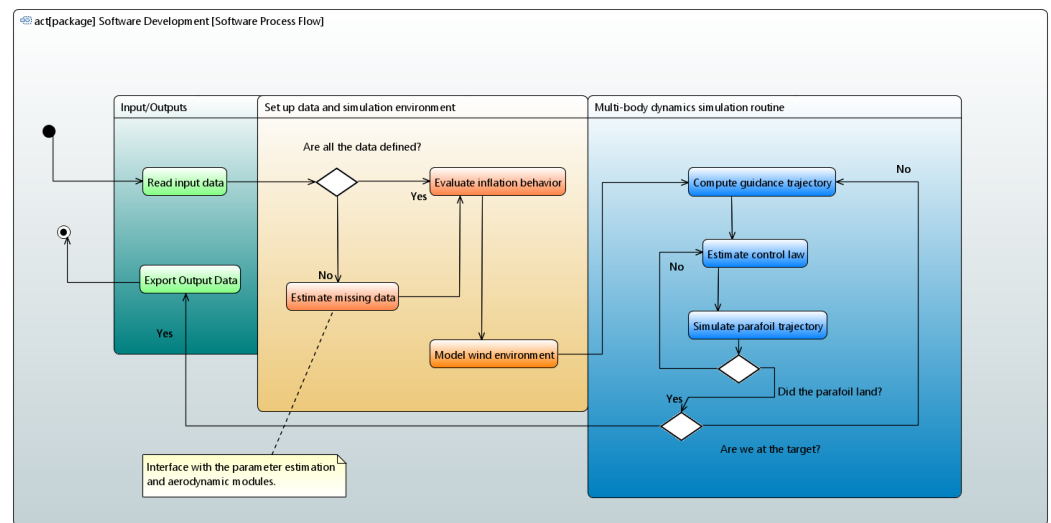 act[package] Software Development [Software Process Flow]
Input/Outputs
Set up data and simulation environment
Multi-body dynamics simulation routine
Are all the data defined?
Read input data
Yes
Evaluate inflation behavior
Compute guidance trajectory
No
Estimate control law
No
Export Output Data
No
Estimate missing data
Simulate parafoil trajectory
Yes
Model wind environment
Did the parafoil land?
Yes
Are we at the target?
Interface with the parameter estimation
and aerodynamic modules.